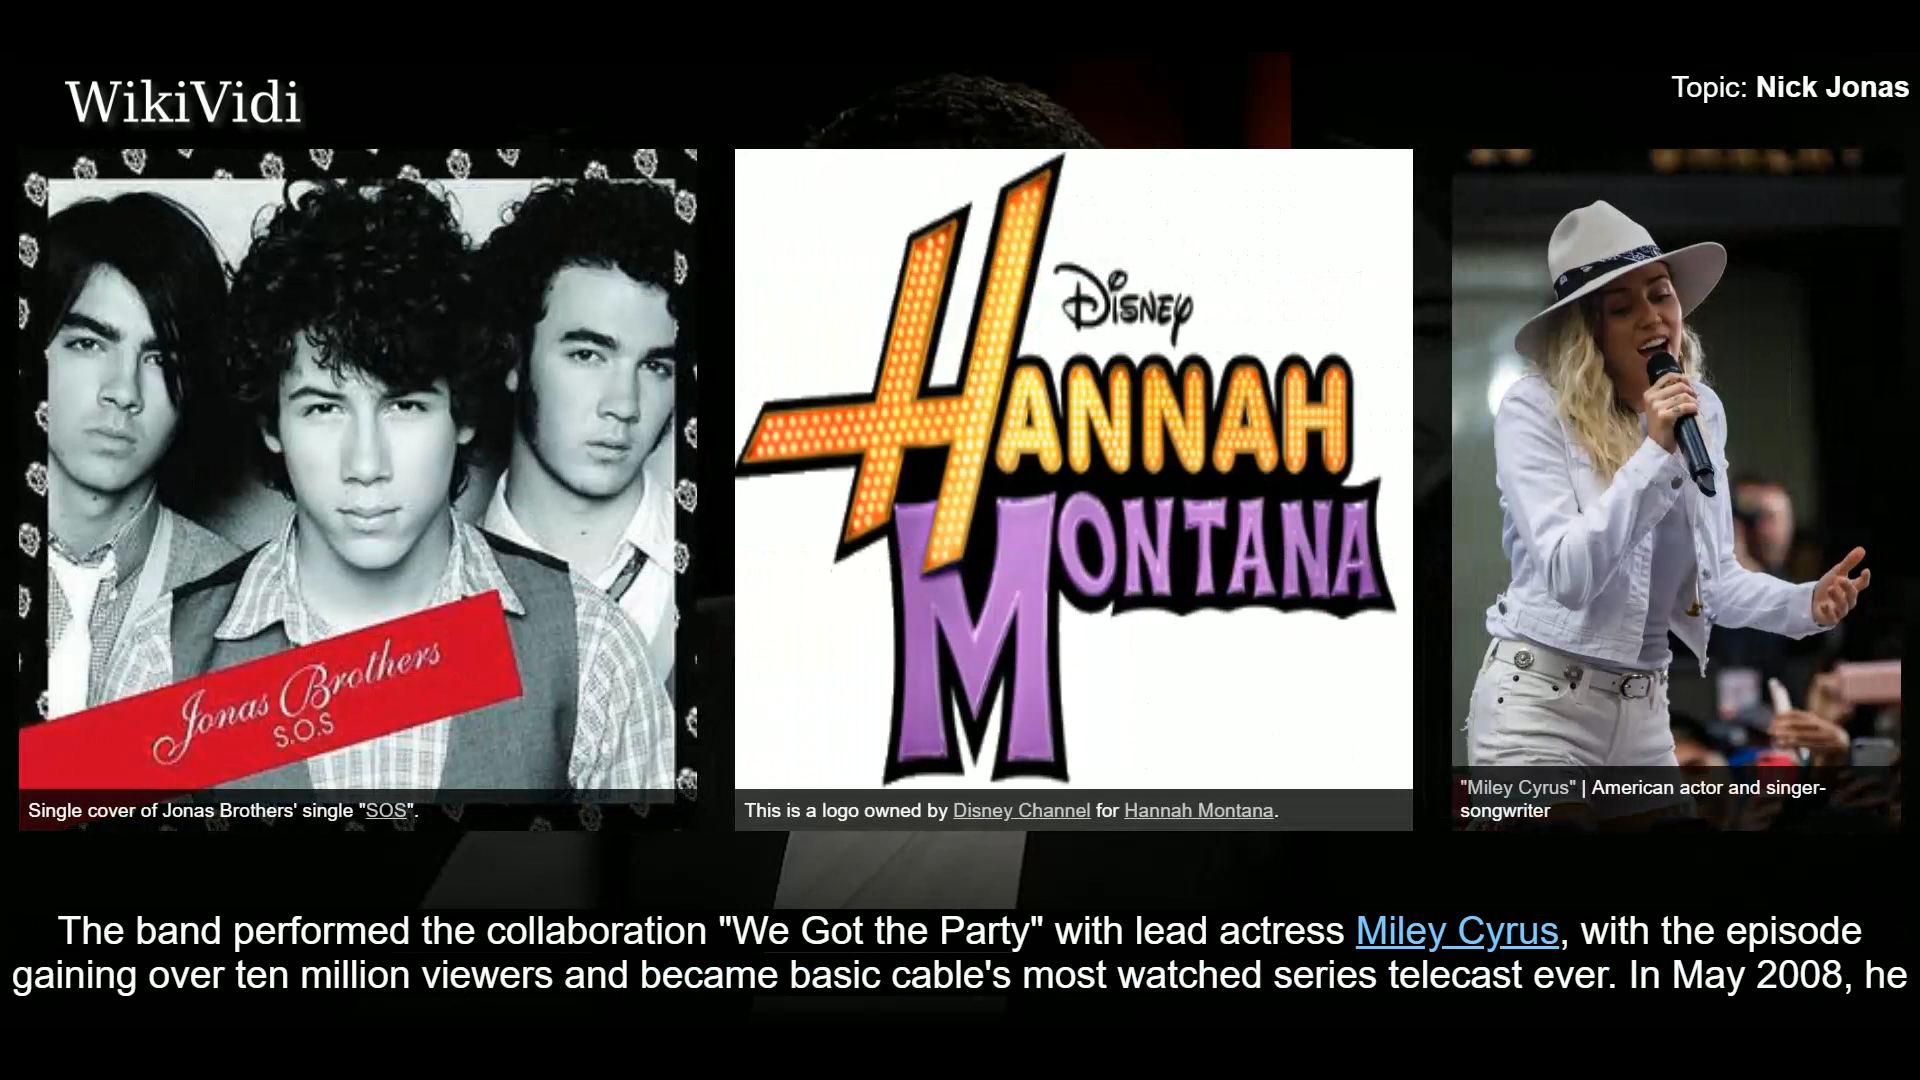 WikiVidi
Topic: Nick Jonas
Jonas Brothers
S.O.S
Single cover of Jonas Brothers' single "SOS".
Disney
HANNAH
MONTANA
This is a logo owned by Disney Channel for Hannah Montana.
"Miley Cyrus" | American actor and singer-
songwriter
The band performed the collaboration "We Got the Party" with lead actress Miley Cyrus, with the episode
gaining over ten million viewers and became basic cable's most watched series telecast ever. In May 2008, he